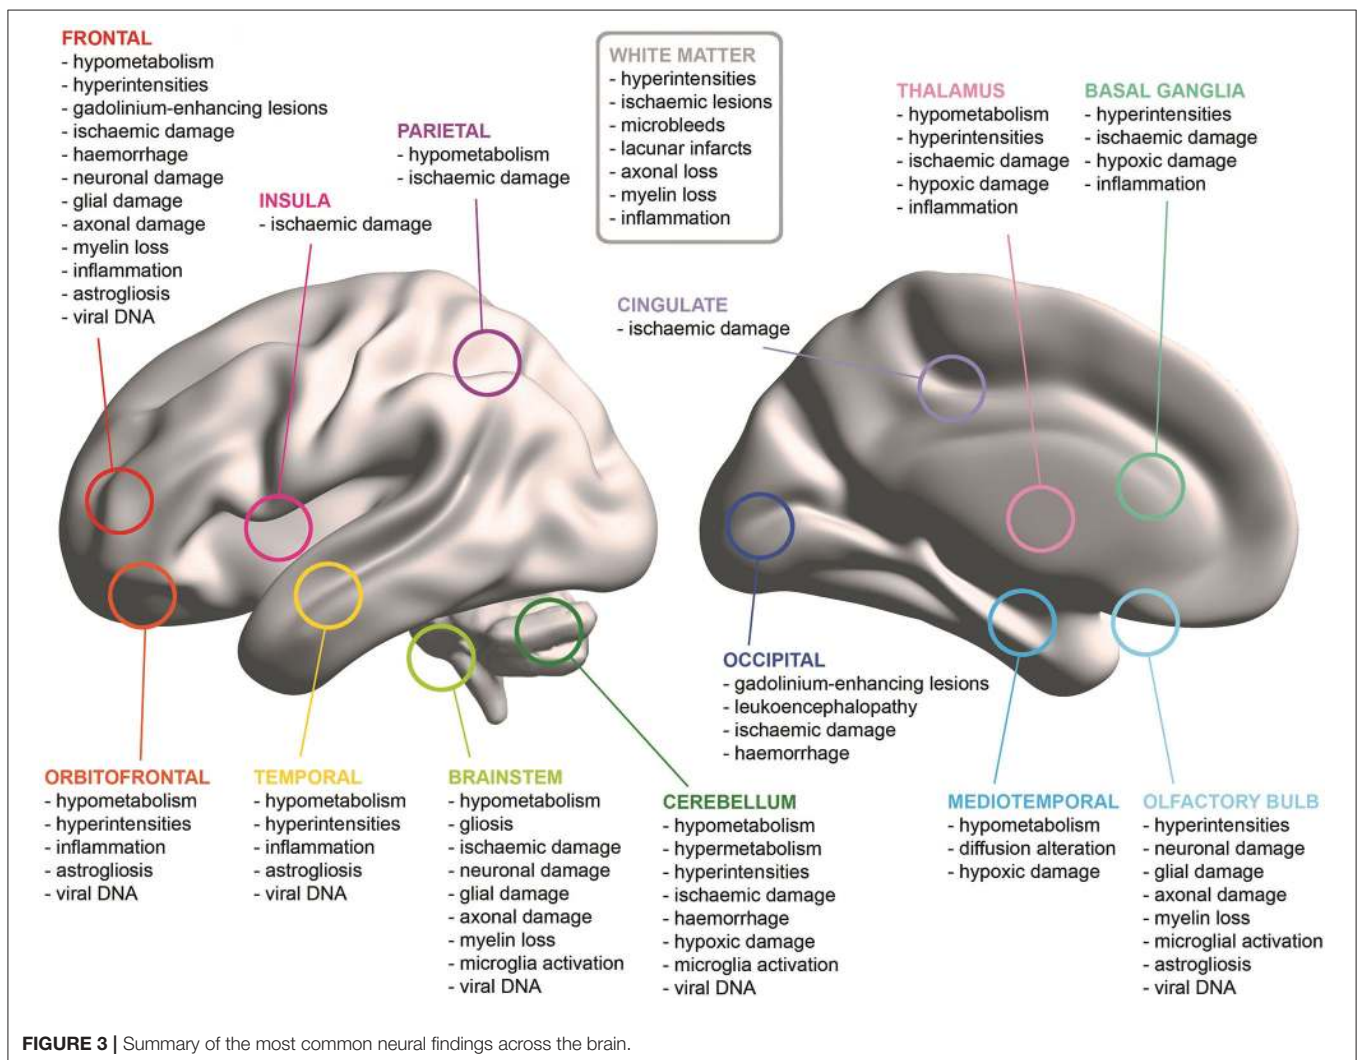 FRONTAL
- hypometabolism
- hyperintensities
- gadolinium-enhancing lesions
- ischaemic damage
- haemorrhage
- neuronal damage
- glial damage
- axonal damage
- myelin loss
- inflammation
- astrogliosis
- viral DNA
INSULA
- ischaemic damage
PARIETAL
- hypometabolism
- ischaemic damage
WHITE MATTER
- hyperintensities
- ischaemic lesions
- microbleeds
- lacunar infarcts
- axonal loss
- myelin loss
- inflammation
THALAMUS
- hypometabolism
- hyperintensities
- ischaemic damage
- hypoxic damage
- inflammation
BASAL GANGLIA
- hyperintensities
- ischaemic damage
- hypoxic damage
- inflammation
CINGULATE
- ischaemic damage
OCCIPITAL
- gadolinium-enhancing lesions
- leukoencephalopathy
- ischaemic damage
- haemorrhage
ORBITOFRONTAL
- hypometabolism
- hyperintensities
- inflammation
- astrogliosis
- viral DNA
TEMPORAL
- hypometabolism
- hyperintensities
- inflammation
- astrogliosis
- viral DNA
BRAINSTEM
- hypometabolism
- gliosis
- ischaemic damage
- neuronal damage
- glial damage
- axonal damage
- myelin loss
- microglia activation
- viral DNA
CEREBELLUM
- hypometabolism
- hypermetabolism
- hyperintensities
- ischaemic damage
- haemorrhage
- hypoxic damage
- microglia activation
- viral DNA
MEDIOTEMPORAL
- hypometabolism
- diffusion alteration
- hypoxic damage
OLFACTORY BULB
- hyperintensities
- neuronal damage
- glial damage
- axonal damage
- myelin loss
- microglial activation
- astrogliosis
- viral DNA
FIGURE 3 | Summary of the most common neural findings across the brain.